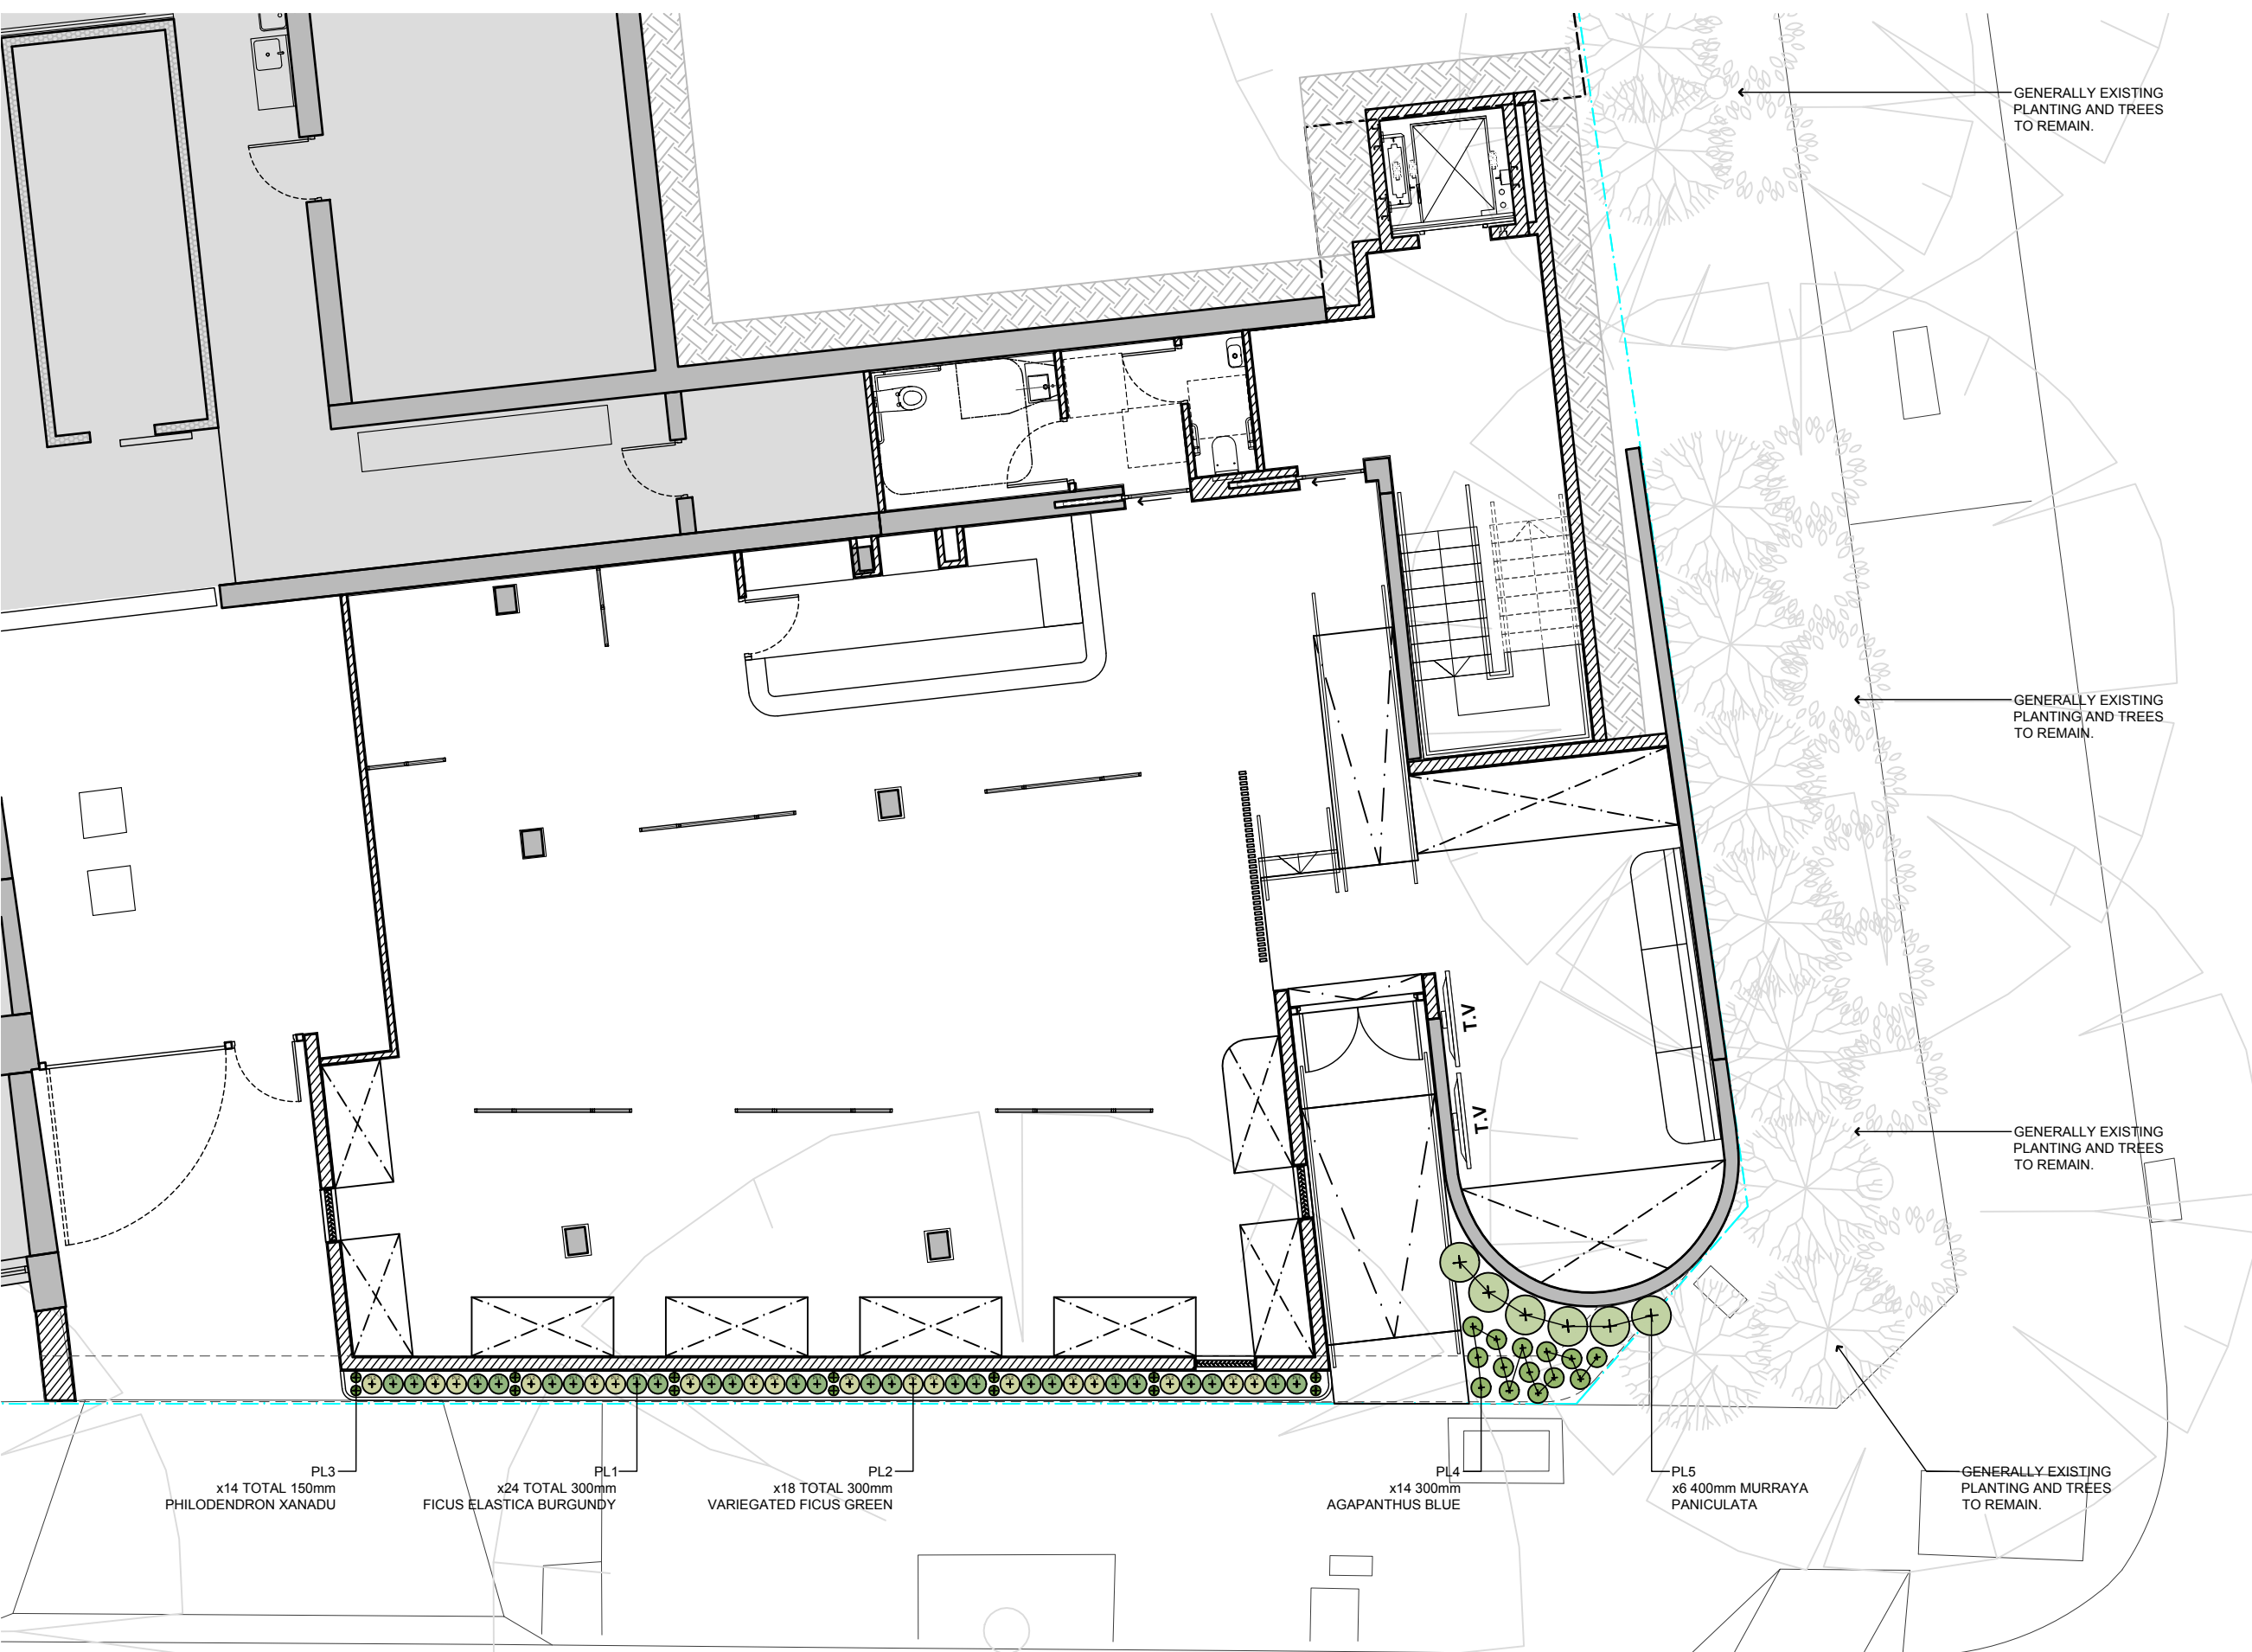 GENERALLY EXISTING
PLANTING AND TREES
TO REMAIN.
GENERALLY EXISTING
PLANTING AND TREES
TO REMAIN.
T.V
T.V
GENERALLY EXISTING
PLANTING AND TREES
TO REMAIN.
PL3
x14 TOTAL 150mm
PHILODENDRON XANADU
PL1
x24 TOTAL 300mm
FICUS ELASTICA BURGUNDY
PL2
x18 TOTAL 300mm
VARIEGATED FICUS GREEN
PL4
x14 300mm
AGAPANTHUS BLUE
PL5
x6 400mm MURRAYA
PANICULATA
GENERALLY EXISTING
PLANTING AND TREES
TO REMAIN.